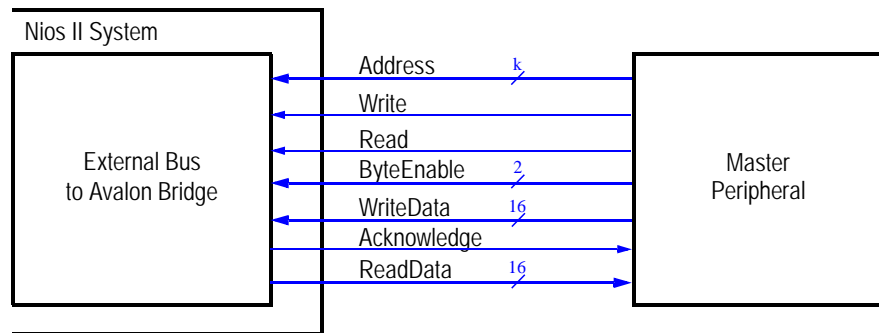 Nios II System
Address k
Write
Read
External Bus
to Avalon Bridge
ByteEnable 2
Master
Peripheral
WriteData 16
Acknowledge
ReadData 16